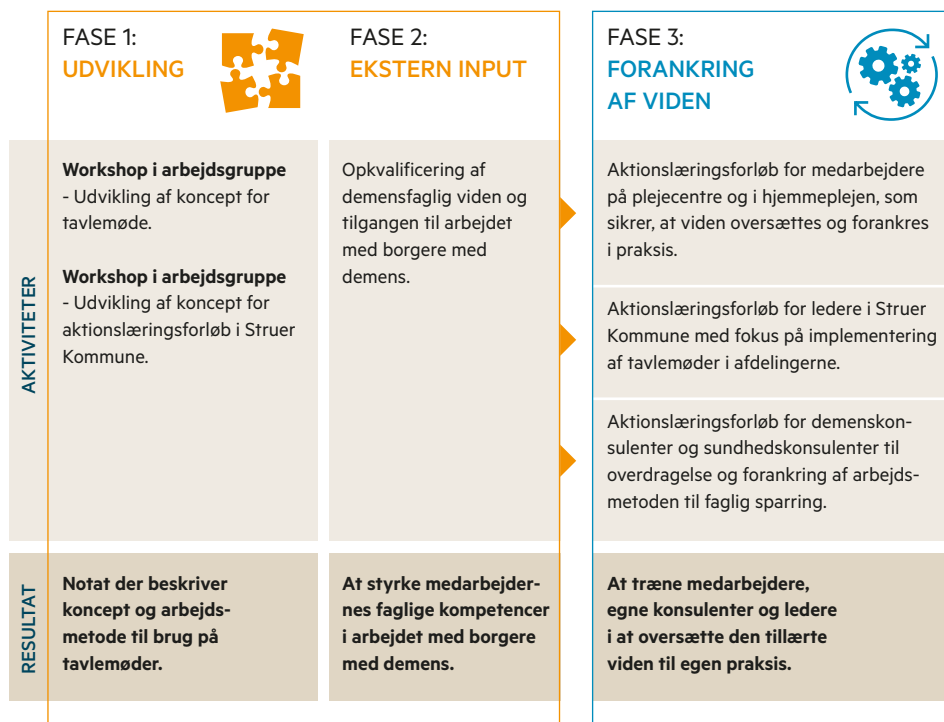 FASE 1:
UDVIKLING
FASE 2:
EKSTERN INPUT
FASE 3:
FORANKRING
AF VIDEN
AKTIVITETER
Workshop i arbejdsgruppe
- Udvikling af koncept for
tavlemøde.
Workshop i arbejdsgruppe
- Udvikling af koncept for
aktionslæringsforløb i Struer
Kommune.
Opkvalificering af
demensfaglig viden og
tilgangen til arbejdet
med borgere med
demens.
Aktionslæringsforløb for medarbejdere
på plejecentre og i hjemmeplejen, som
sikrer, at viden oversættes og forankres
i praksis.
Aktionslæringsforløb for ledere i Struer
Kommune med fokus på implementering
af tavlemøder i afdelingerne.
Aktionslæringsforløb for demenskon-
sulenter og sundhedskonsulenter til
overdragelse og forankring af arbejds-
metoden til faglig sparring.
RESULTAT
Notat der beskriver
koncept og arbejds-
metode til brug på
tavlemøder.
At styrke medarbejder-
nes faglige kompetencer
i arbejdet med borgere
med demens.
At træne medarbejdere,
egne konsulenter og ledere
i at oversætte den tillærte
viden til egen praksis.